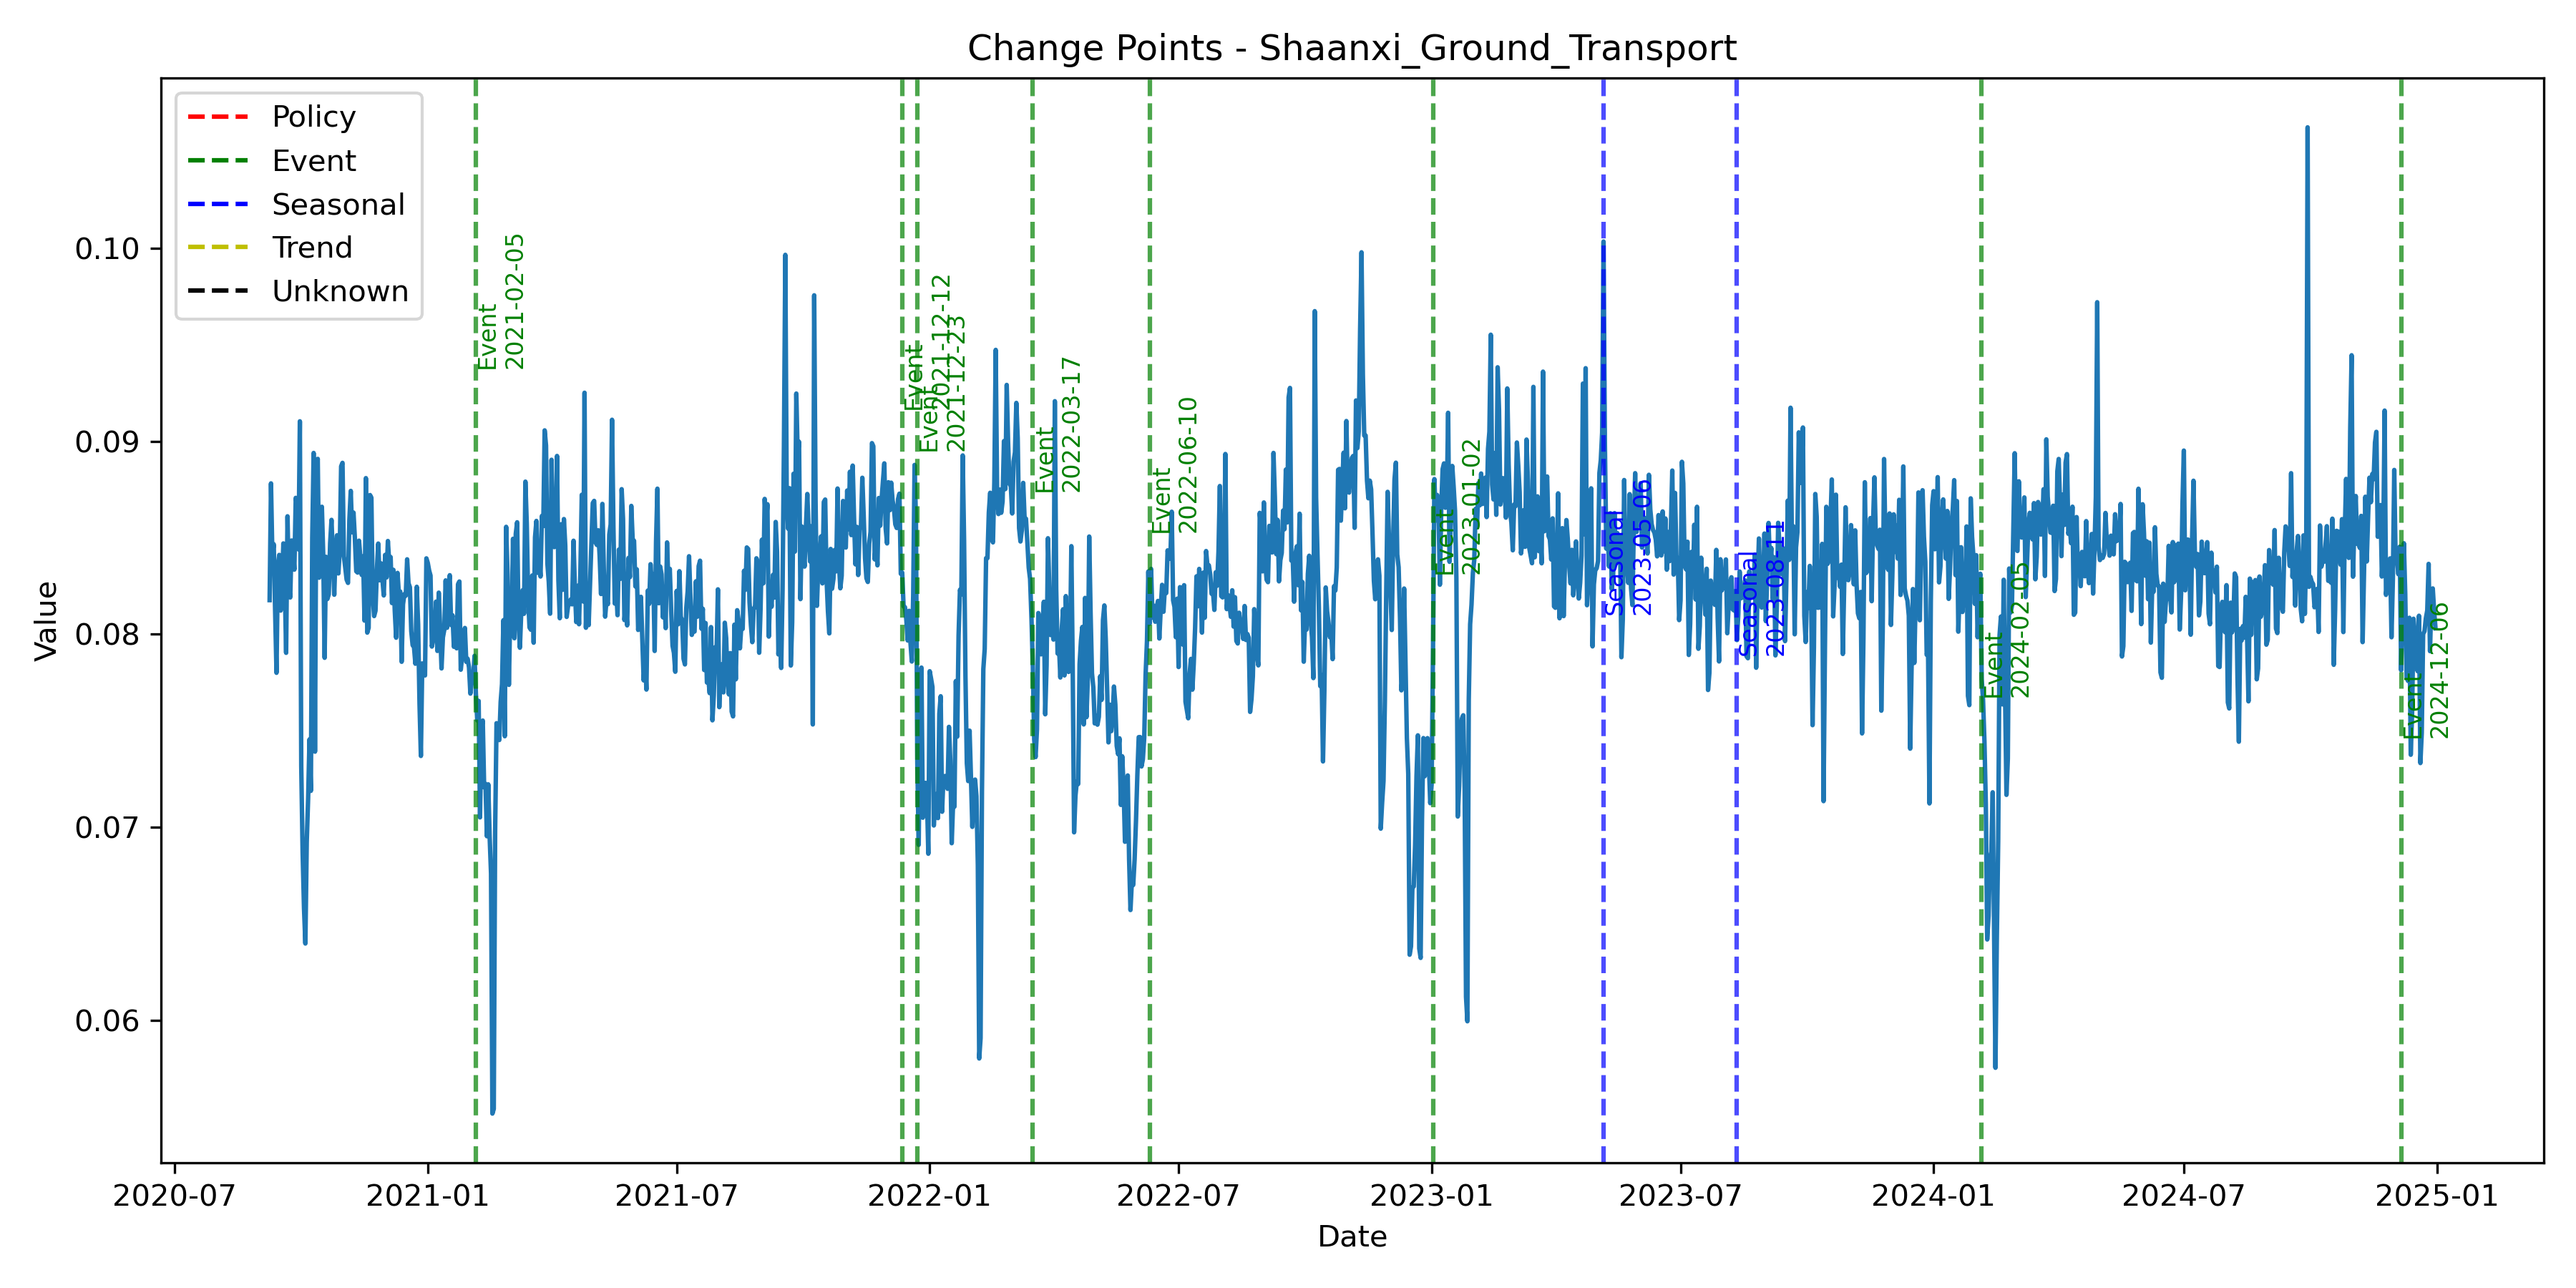 Change Points - Shaanxi_Ground_Transport
Policy
Event
Seasonal
Trend
Unknown
Value
0.10
0.09
0.08
0.07
0.06
Event
2021-02-05
Event
2021-12-12
Event
2021-12-23
Event
2022-03-17
Event
2022-06-10
Event
2023-01-02
Seasonal
2023-05-06
Seasonal
2023-08-11
Event
2024-02-05
Event
2024-12-06
2020-07
2021-01
2021-07
2022-01
2022-07
2023-01
2023-07
2024-01
2024-07
2025-01
Date